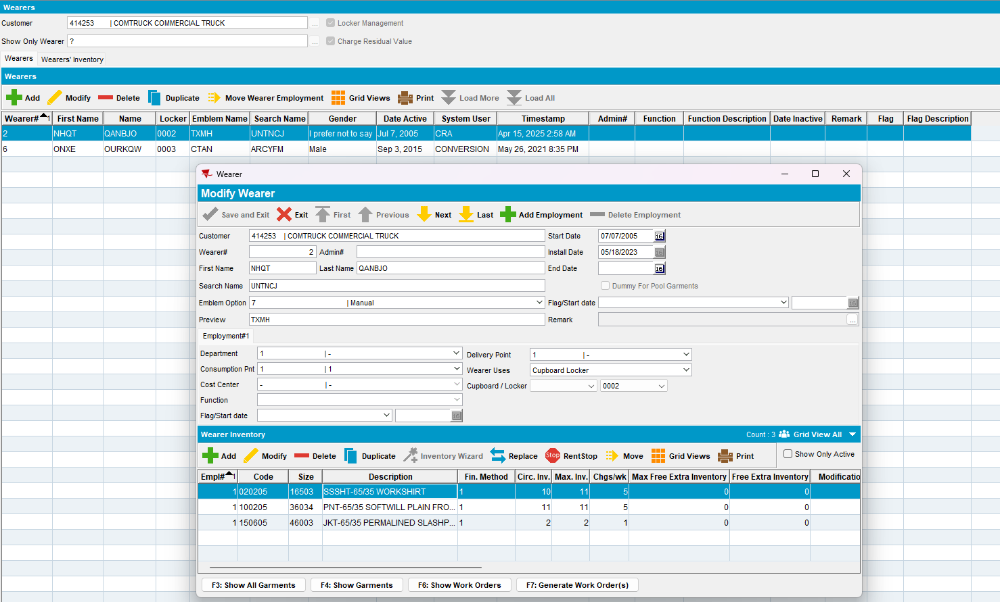 Wearers
Customer 414253 | COMTRUCK COMMERCIAL TRUCK ... Locker Management
Show Only Wearer ? ... Charge Residual Value
Wearers Wearers' Inventory
Wearers
Add Modify Delete Duplicate Move Wearer Employment Grid Views Print Load More Load All
Wearer# 1 First Name Name Locker Emblem Name Search Name Gender Date Active System User Timestamp Admin# Function Function Description Date Inactive Remark Flag Flag Description
2 NHQT QANBJO 0002 TXMH UNTNCJ I prefer not to say Jul 7, 2005 CRA Apr 15, 2025 2:58 AM
6 ONXE OURKQW 0003 CTAN ARCYFM Male Sep 3, 2015 CONVERSION May 26, 2021 8:35 PM
Wearer
Modify Wearer
Save and Exit Exit First Previous Next Last Add Employment Delete Employment
Customer 414253 | COMTRUCK COMMERCIAL TRUCK Start Date 07/07/2005 16
Wearer# 2 Admin# Install Date 05/18/2023 16
First Name NHQT Last Name QANBJO End Date 16
Search Name UNTNCJ Dummy For Pool Garments
Emblem Option 7 | Manual Flag/Start date 16
Preview TXMH Remark ...
Employment#1
Department 1 | - Delivery Point 1 | -
Consumption Pnt 1 | 1 Wearer Uses Cupboard Locker
Cost Center - | - Cupboard / Locker 0002
Function
Flag/Start date 16
Wearer Inventory Count : 3 Grid View All
Add Modify Delete Duplicate Inventory Wizard Replace Stop RentStop Move Grid Views Print Show Only Active
Empl# 1 Code Size Description Fin. Method Circ. Inv. Max. Inv. Chgs/wk Max Free Extra Inventory Free Extra Inventory Modificatio
1 020205 16503 SSSHT-65/35 WORKSHIRT 1 10 11 5 0 0
1 100205 36034 PNT-65/35 SOFTWILL PLAIN FRO... 1 11 11 5 0 0
1 150605 46003 JKT-65/35 PERMALINED SLASHP... 1 2 2 1 0 0
F3: Show All Garments F4: Show Garments F6: Show Work Orders F7: Generate Work Order(s)